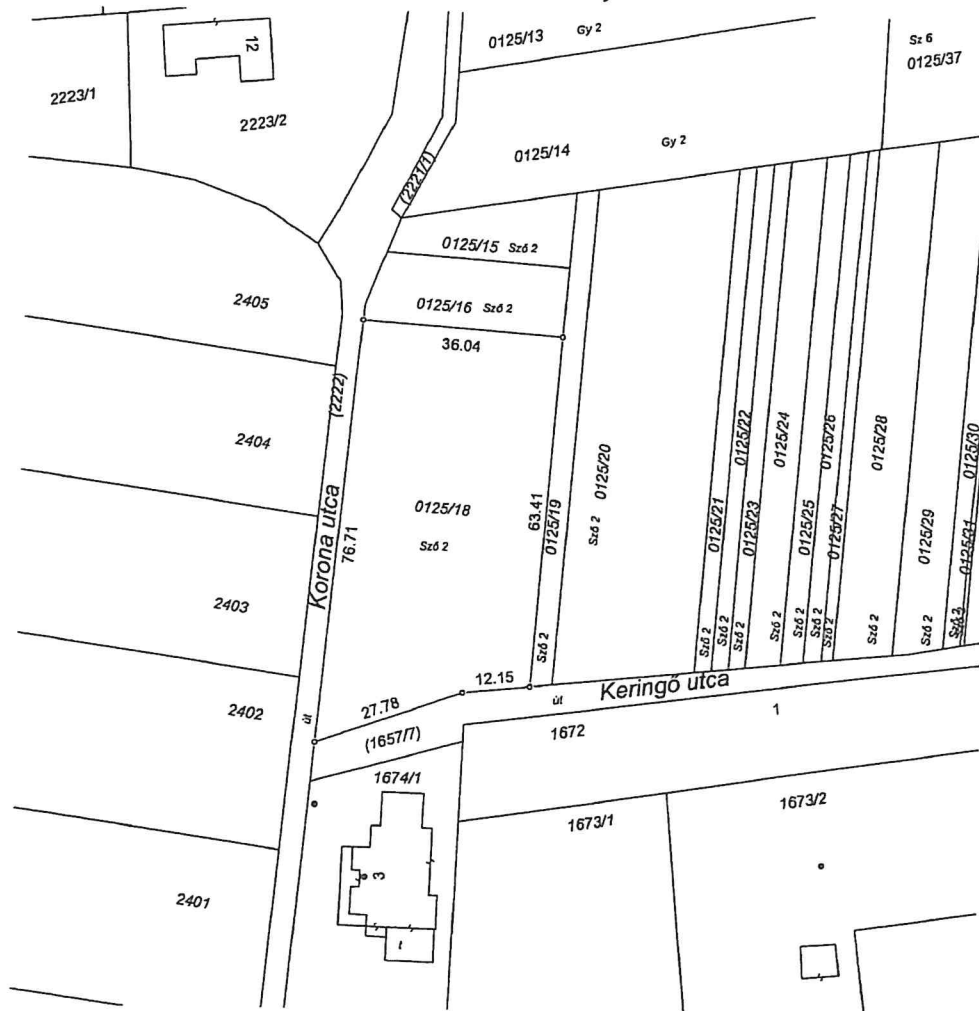 0125/13 Gy 2
Sz 6
0125/37
12
2223/1
2223/2
0125/14 Gy 2
(2221/1)
0125/15 Sző 2
2405
0125/16 Sző 2
36.04
(2222)
2404
0125/18
Sző 2
Korona utca
76.71
63.41
0125/19
Sző 2
0125/20
Sző 2
0125/21
Sző 2
0125/22
Sző 2
0125/23
Sző 2
0125/24
Sző 2
0125/25
Sző 2
0125/26
Sző 2
0125/27
Sző 2
0125/28
Sző 2
0125/29
Sző 2
0125/30
0125/31
2403
12.15
Keringő utca
út
27.78
(1657/7)
2402
út
1672
1
1674/1
1673/1
1673/2
3
2401
t